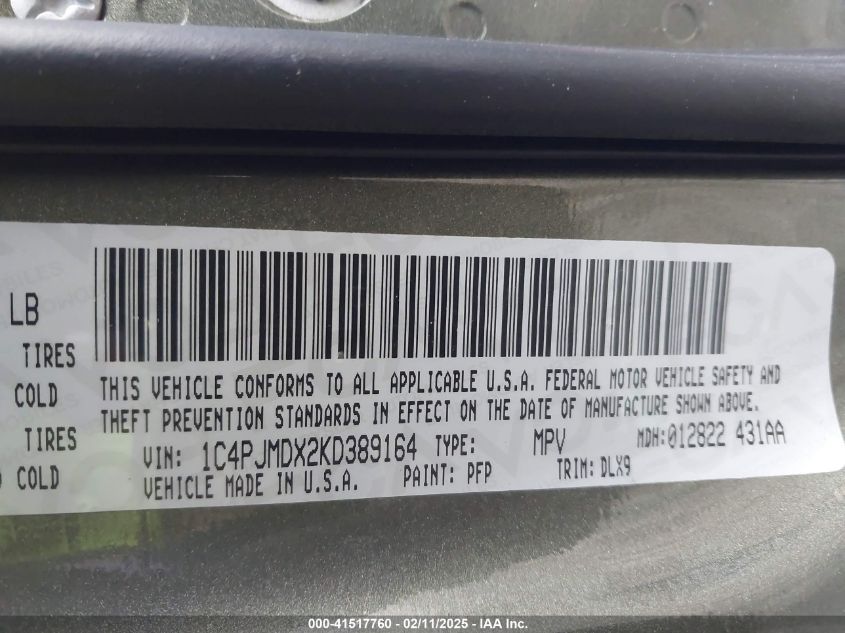 LB
TIRES
COLD
TIRES
COLD
THIS VEHICLE CONFORMS TO ALL APPLICABLE U.S.A. FEDERAL MOTOR VEHICLE SAFETY AND
THEFT PREVENTION STANDARDS IN EFFECT ON THE DATE OF MANUFACTURE SHOWN ABOVE.
VIN: 1C4PJMDX2KD389164 TYPE: MPV MDH:012822 431AA
VEHICLE MADE IN U.S.A. PAINT: PFP TRIM: DLX9
000-41517760 - 02/11/2025 - IAA Inc.